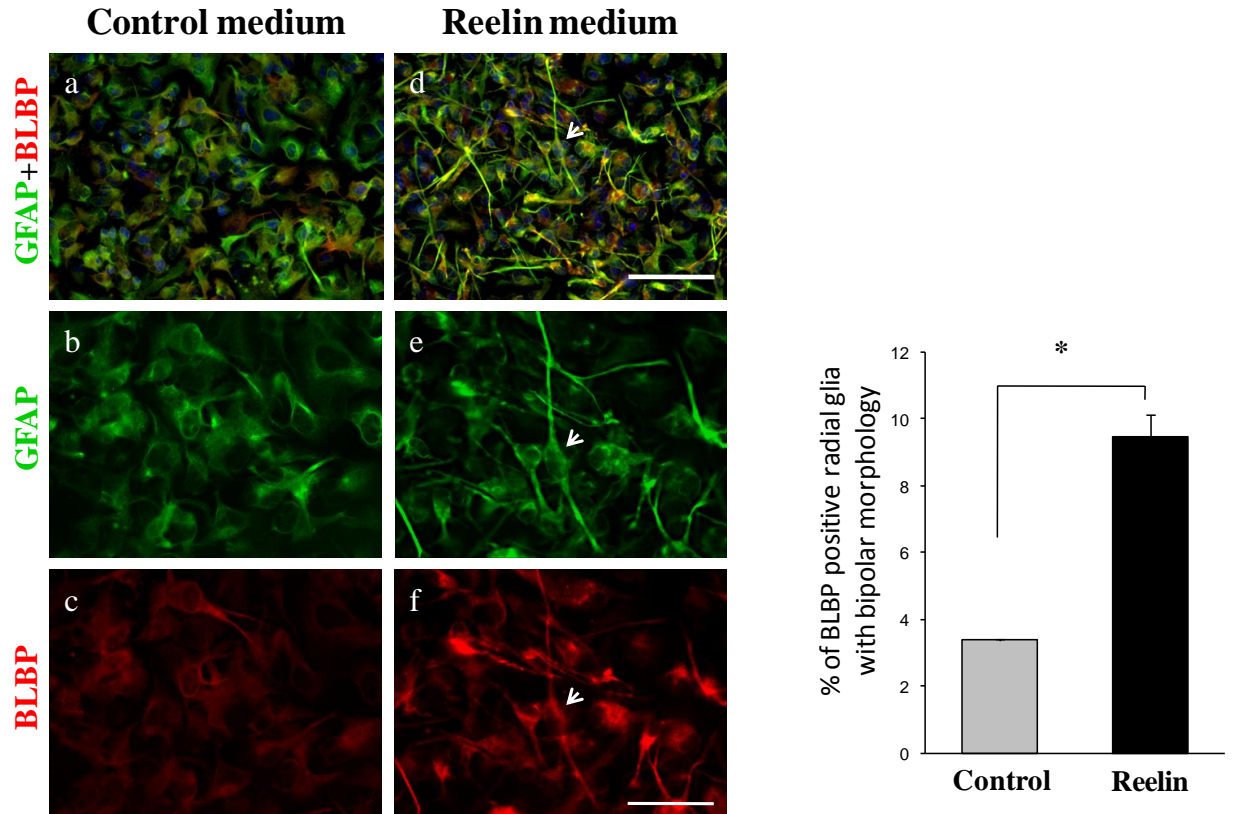 Control medium
Reelin medium
GFAP+BLBP
a
d
GFAP
b
e
BLBP
c
f
% of BLBP positive radial glia
with bipolar morphology
12
10
8
6
4
2
0
*
Control
Reelin